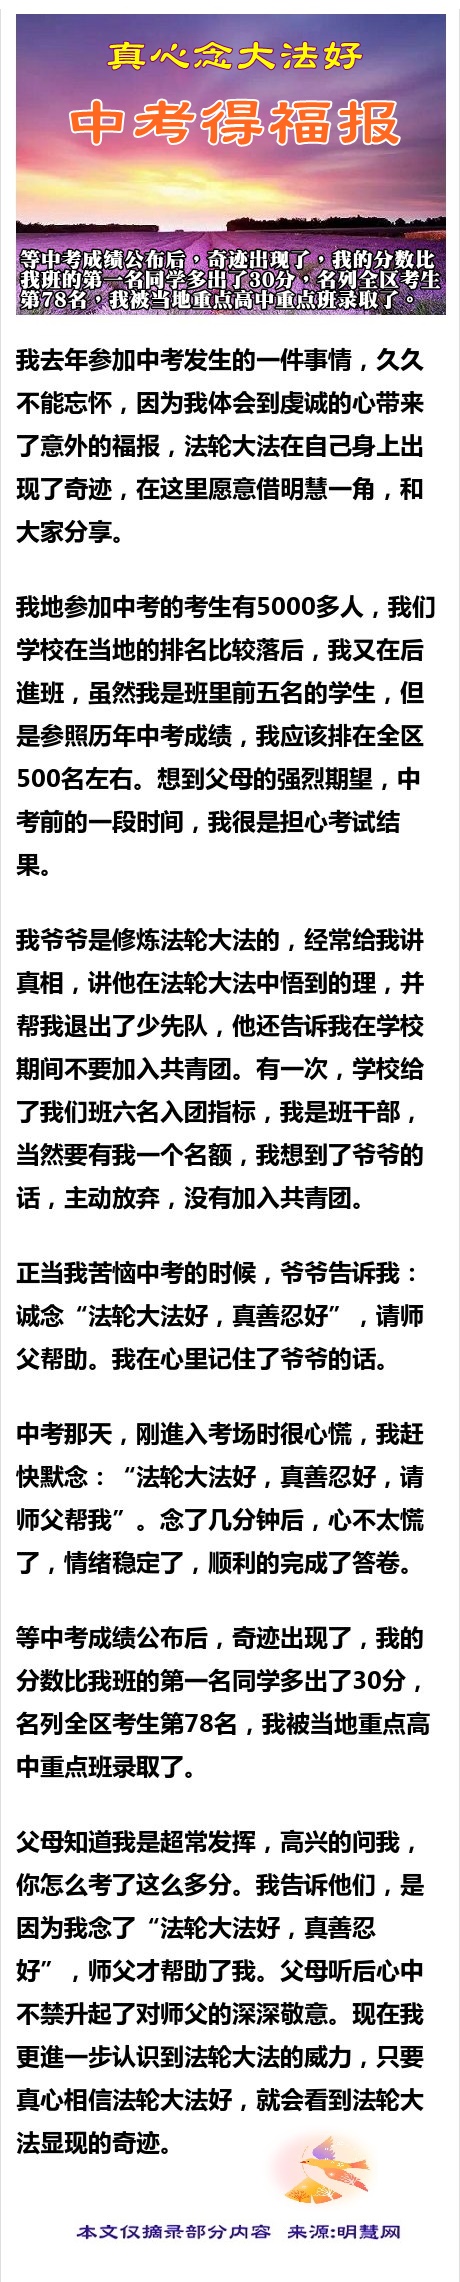 真心念大法好
中考得福报
等中考成绩公布后，奇迹出现了，我的分数比
我班的第一名同学多出了30分，名列全区考生
第78名，我被当地重点高中重点班录取了。
我去年参加中考发生的一件事情，久久
不能忘怀，因为我体会到虔诚的心带来
了意外的福报，法轮大法在自己身上出
现了奇迹，在这里愿意借明慧一角，和
大家分享。
我地参加中考的考生有5000多人，我们
学校在当地的排名比较落后，我又在后
進班，虽然我是班里前五名的学生，但
是参照历年中考成绩，我应该排在全区
500名左右。想到父母的强烈期望，中
考前的一段时间，我很是担心考试结
果。
我爷爷是修炼法轮大法的，经常给我讲
真相，讲他在法轮大法中悟到的理，并
帮我退出了少先队，他还告诉我在学校
期间不要加入共青团。有一次，学校给
了我们班六名入团指标，我是班干部，
当然要有我一个名额，我想到了爷爷的
话，主动放弃，没有加入共青团。
正当我苦恼中考的时候，爷爷告诉我：
诚念“法轮大法好，真善忍好”，请师
父帮助。我在心里记住了爷爷的话。
中考那天，刚進入考场时很心慌，我赶
快默念：“法轮大法好，真善忍好，请
师父帮我”。念了几分钟后，心不太慌
了，情绪稳定了，顺利的完成了答卷。
等中考成绩公布后，奇迹出现了，我的
分数比我班的第一名同学多出了30分，
名列全区考生第78名，我被当地重点高
中重点班录取了。
父母知道我是超常发挥，高兴的问我，
你怎么考了这么多分。我告诉他们，是
因为我念了“法轮大法好，真善忍
好”，师父才帮助了我。父母听后心中
不禁升起了对师父的深深敬意。现在我
更進一步认识到法轮大法的威力，只要
真心相信法轮大法好，就会看到法轮大
法显现的奇迹。
本文仅摘录部分内容 来源:明慧网